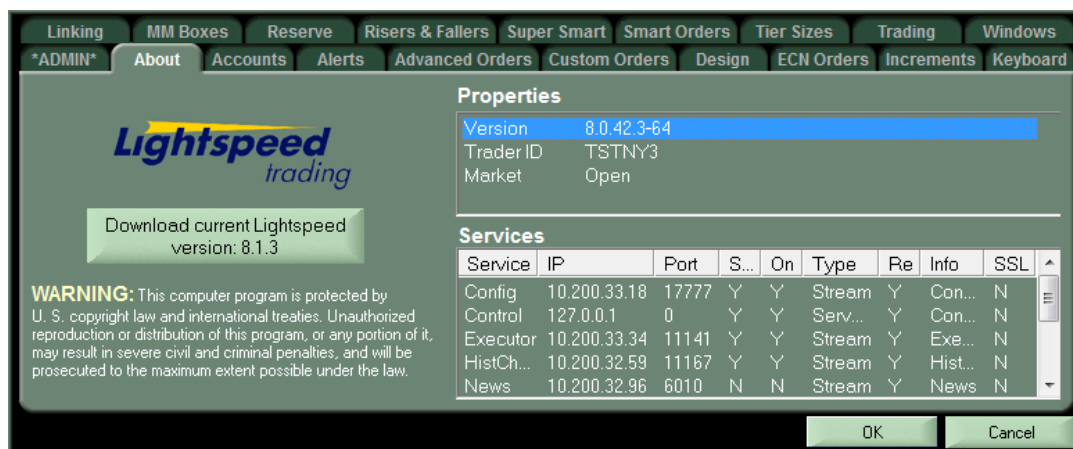 Linking MM Boxes Reserve Risers & Fallers Super Smart Smart Orders Tier Sizes Trading Windows
*ADMIN* About Accounts Alerts Advanced Orders Custom Orders Design ECN Orders Increments Keyboard
Lightspeed
trading
Download current Lightspeed
version: 8.1.3
WARNING: This computer program is protected by
U. S. copyright law and international treaties. Unauthorized
reproduction or distribution of this program, or any portion of it,
may result in severe civil and criminal penalties, and will be
prosecuted to the maximum extent possible under the law.
Properties
Version 8.0.42.3-64
Trader ID TSTNY3
Market Open
Services
Service IP Port S... On Type Re Info SSL
Config 10.200.33.18 17777 Y Y Stream Y Con... N
Control 127.0.0.1 0 Y Y Serv... Y Con... N
Executor 10.200.33.34 11141 Y Y Stream Y Exe... N
HistCh... 10.200.32.59 11167 Y Y Stream Y Hist... N
News 10.200.32.96 6010 N N Stream Y News N
OK Cancel